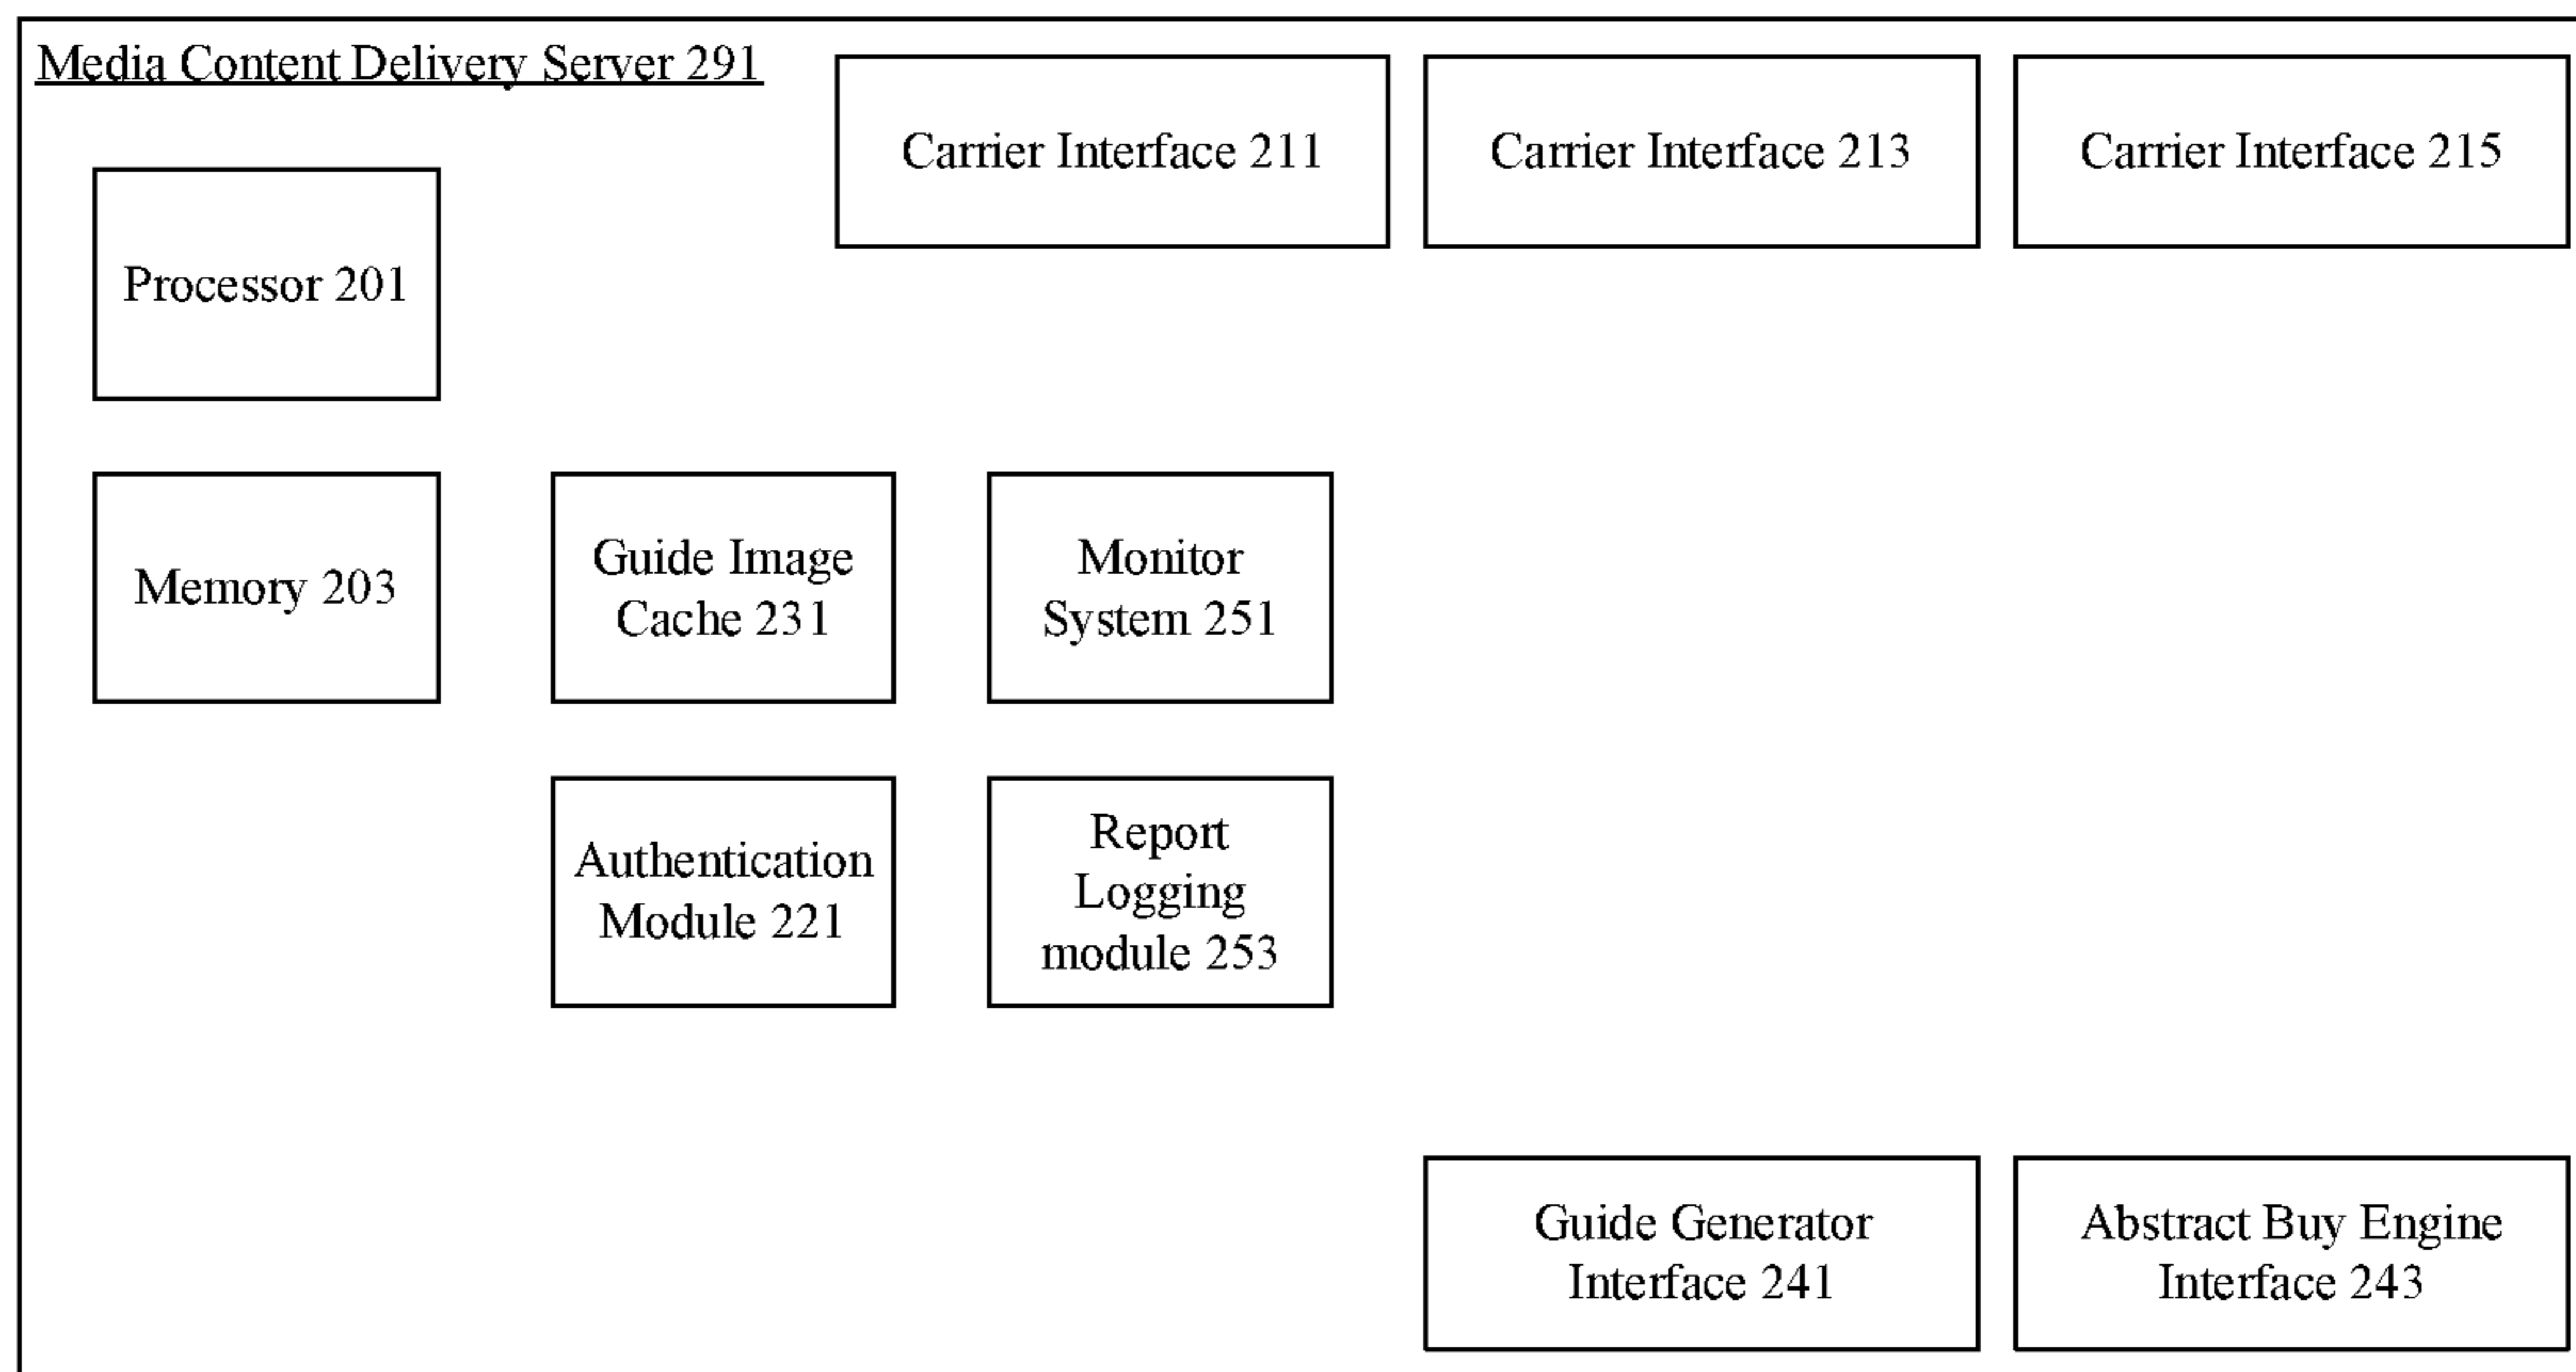 Media Content Delivery Server 291
Carrier Interface 211
Carrier Interface 213
Carrier Interface 215
Processor 201
Memory 203
Guide Image
Cache 231
Monitor
System 251
Authentication
Module 221
Report
Logging
module 253
Guide Generator
Interface 241
Abstract Buy Engine
Interface 243